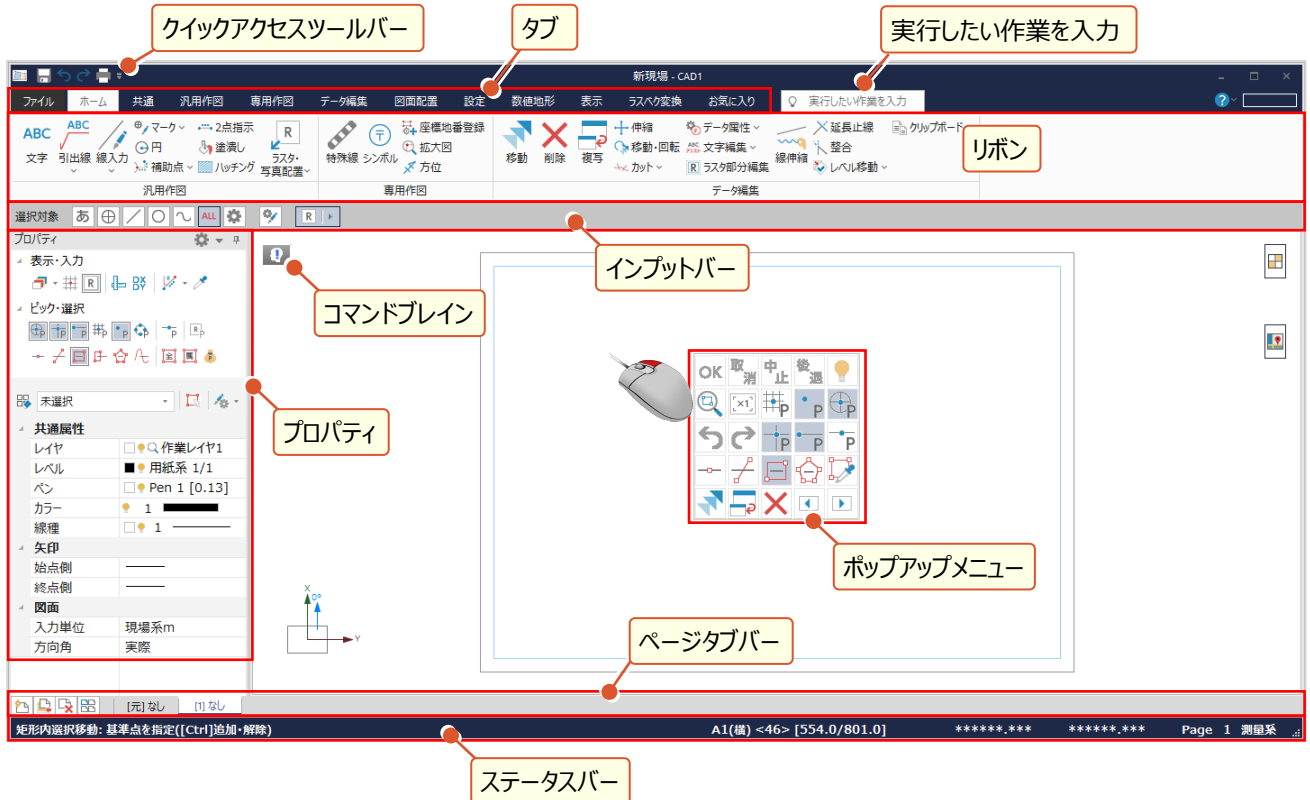 クイックアクセスツールバー
タブ
実行したい作業を入力
新現場 - CAD1
ファイル ホーム 共通 汎用作図 専用作図 データ編集 図面配置 設定 数値地形 表示 ラスベク変換 お気に入り 実行したい作業を入力
ABC 文字
ABC 引出線
線入力
マーク
円
補助点
2点指示
塗潰し
ハッチング
R ラスタ・写真配置
汎用作図
特殊線
シンボル
座標地番登録
拡大図
方位
専用作図
移動
削除
複写
伸縮
移動・回転
カット
データ属性
文字編集
R ラスタ部分編集
線伸縮
延長止線
整合
レベル移動
クリップボード
データ編集
リボン
選択対象 あ ALL R
インプットバー
プロパティ
表示・入力
R
ピック・選択
コマンドブレイン
OK 取消 中止 後退
×1 P P P
P P P
ポップアップメニュー
未選択
プロパティ
共通属性
レイヤ 作業レイヤ1
レベル 用紙系 1/1
ペン Pen 1 [0.13]
カラー 1
線種 1
矢印
始点側
終点側
図面
入力単位 現場系m
方向角 実際
X
0°
Y
ページタブバー
[元] なし [1] なし
矩形内選択移動: 基準点を指定([Ctrl]追加・解除) A1(横) <46> [554.0/801.0] ******.*** ******.*** Page 1 測量系
ステータスバー